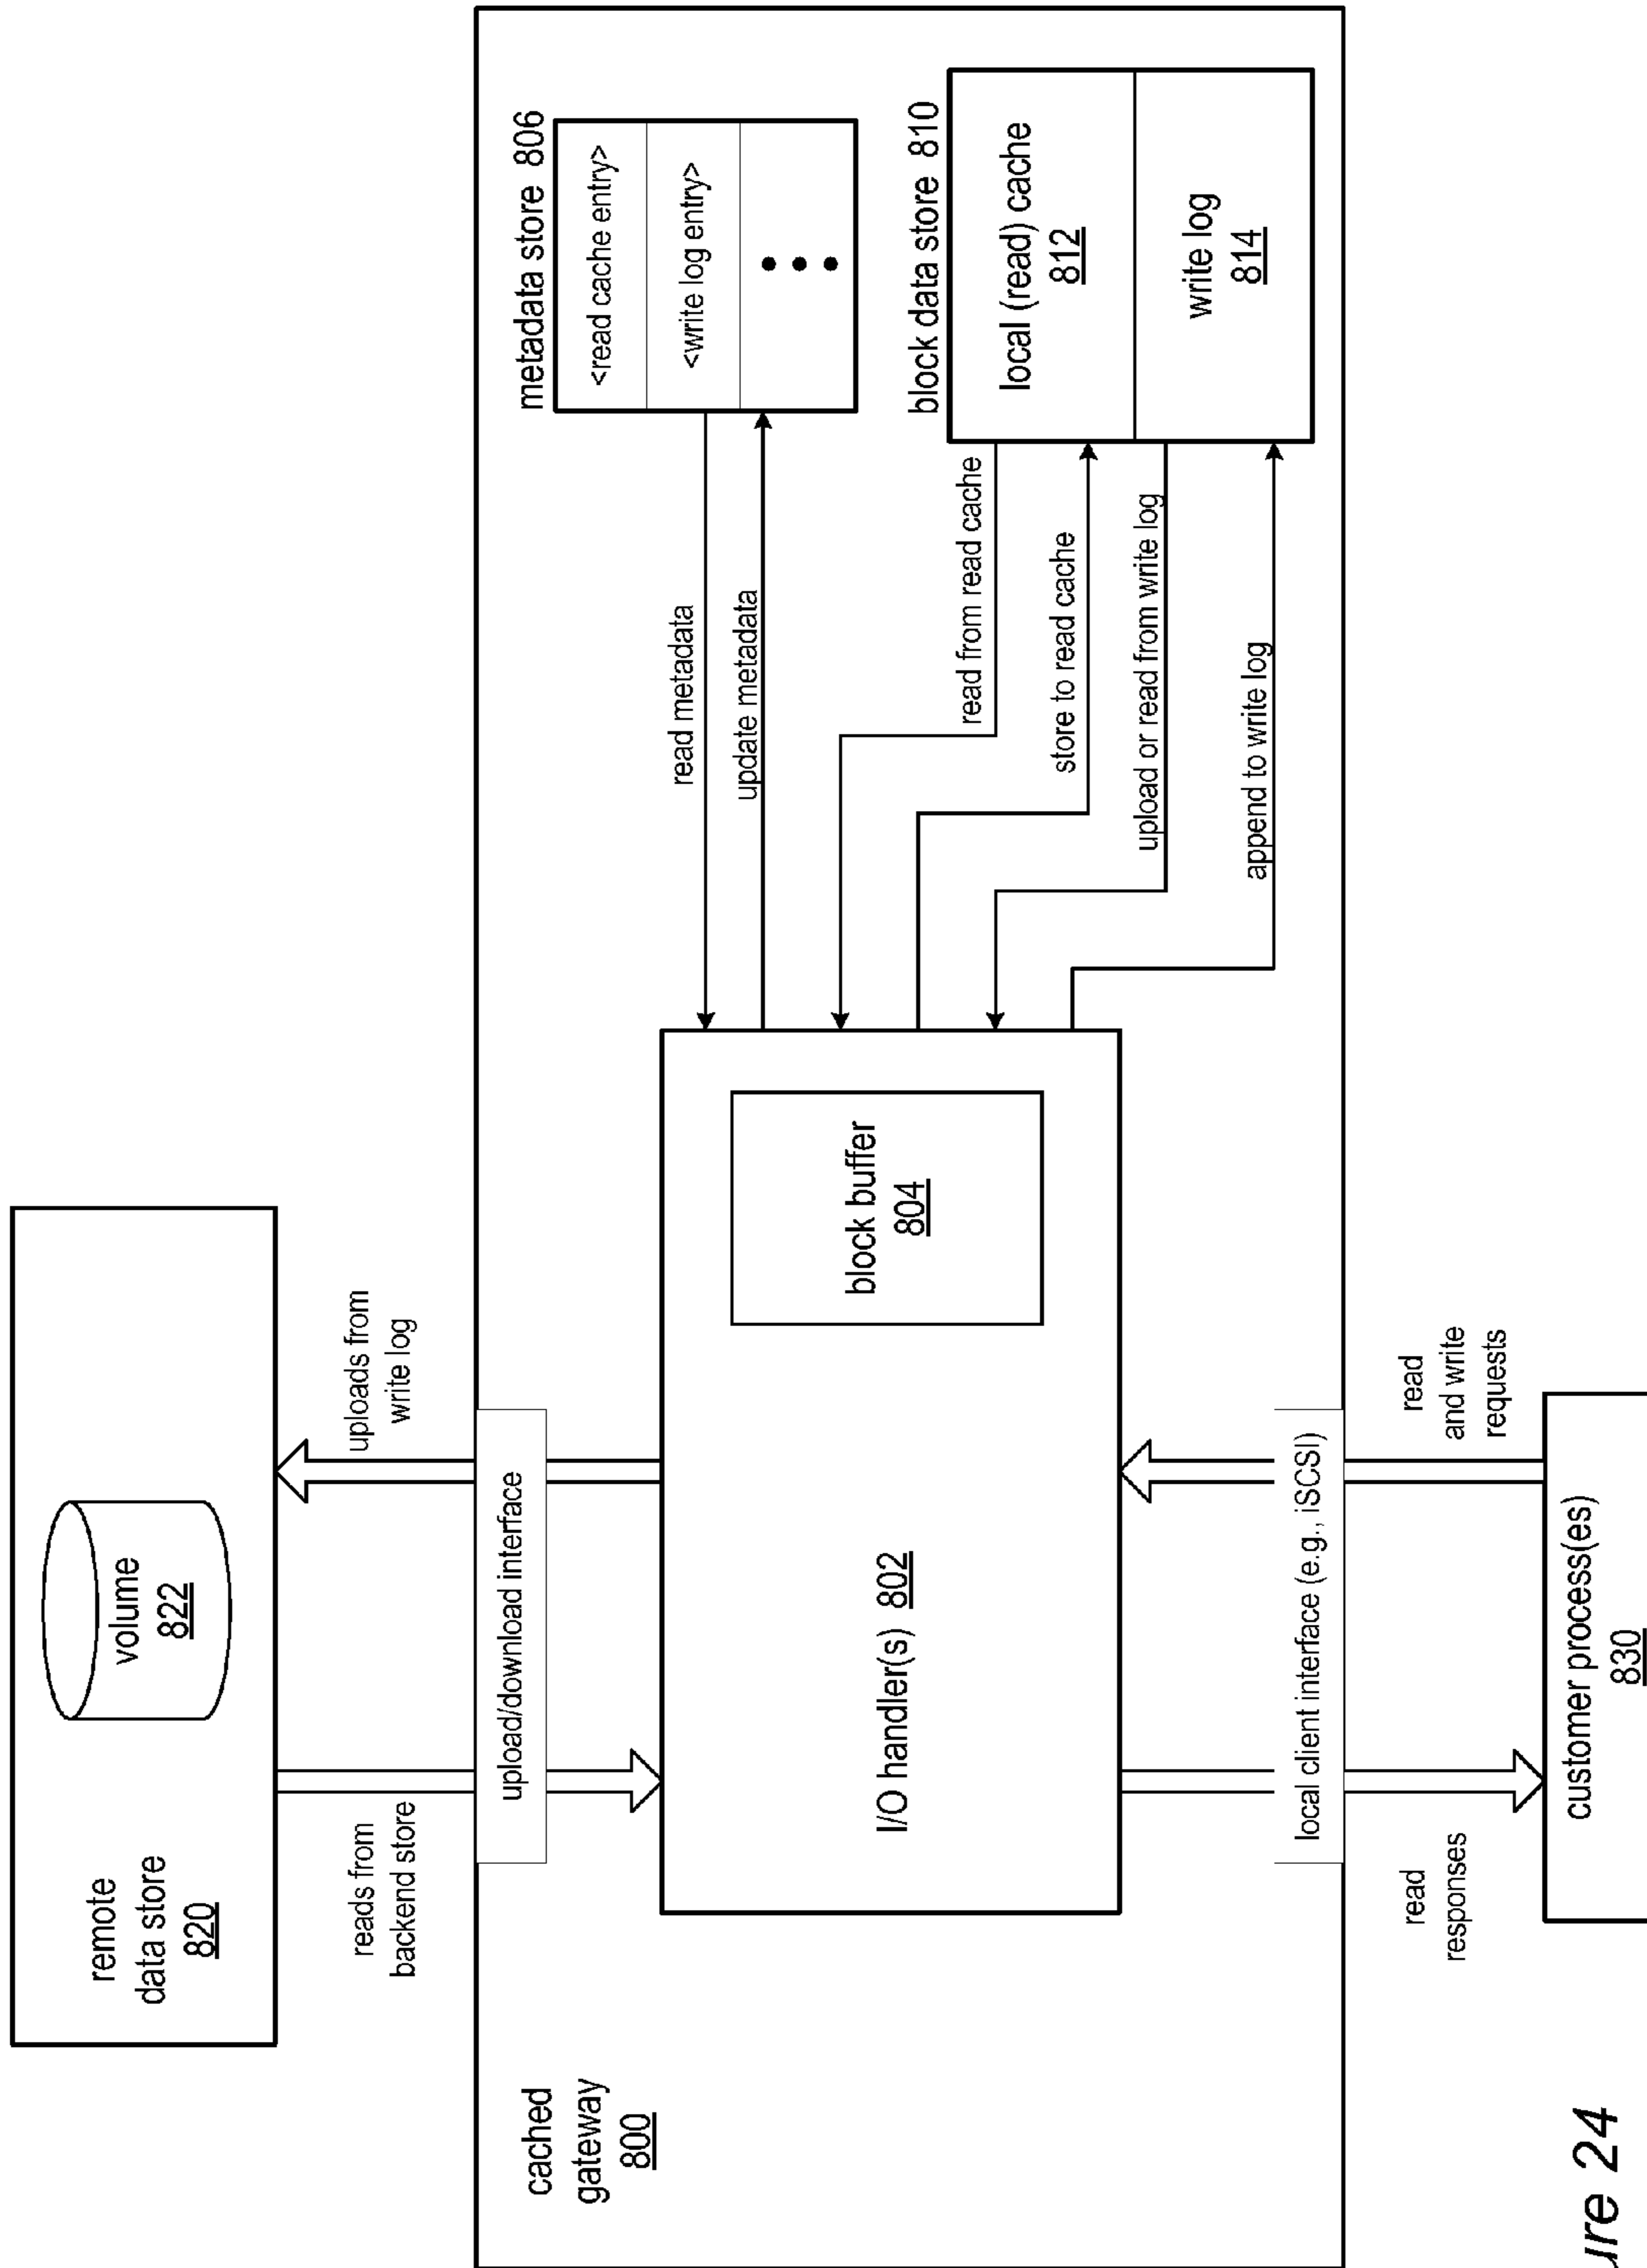 remote
data store
820
volume
822
reads from
backend store
uploads from
write log
cached
gateway
800
upload/download interface
I/O handler(s) 802
block buffer
804
read metadata
update metadata
metadata store 806
<read cache entry>
<write log entry>
read from read cache
store to read cache
upload or read from write log
append to write log
block data store 810
local (read) cache
812
write log
814
local client interface (e.g., iSCSI)
read
responses
read
and write
requests
customer process(es)
830
ure 24